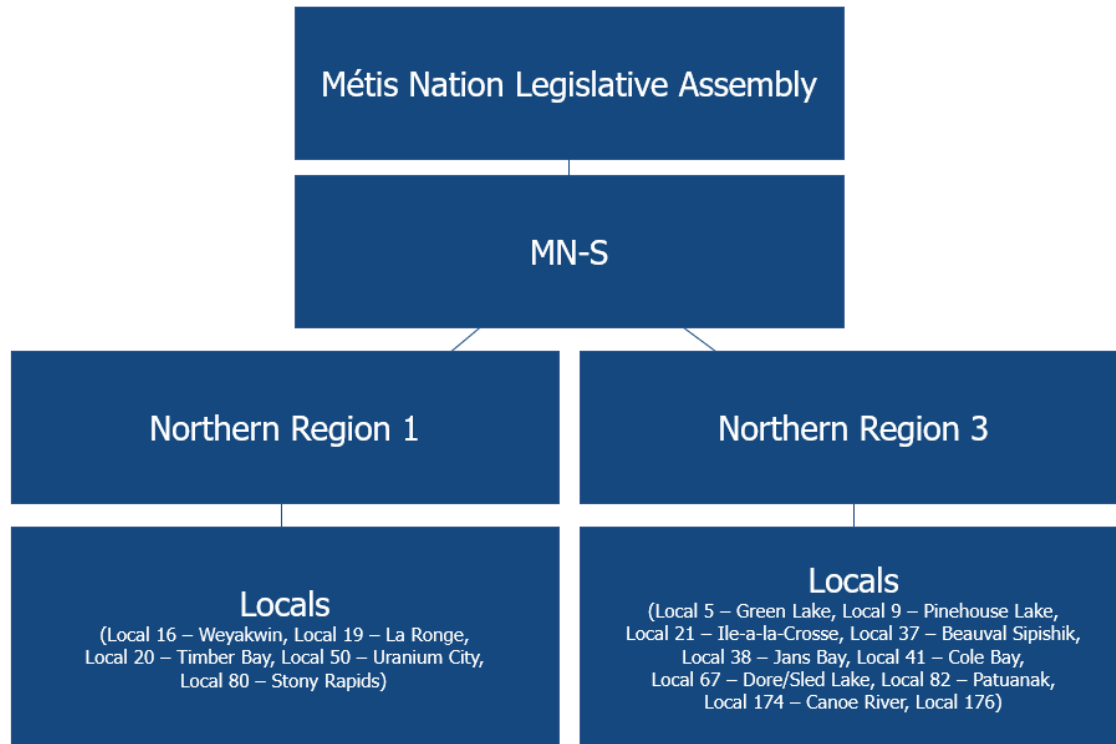 Métis Nation Legislative Assembly
MN-S
Northern Region 1
Northern Region 3
Locals
(Local 16 – Weyakwin, Local 19 – La Ronge,
Local 20 – Timber Bay, Local 50 – Uranium City,
Local 80 – Stony Rapids)
Locals
(Local 5 – Green Lake, Local 9 – Pinehouse Lake,
Local 21 – Ile-a-la-Crosse, Local 37 – Beauval Sipishik,
Local 38 – Jans Bay, Local 41 – Cole Bay,
Local 67 – Dore/Sled Lake, Local 82 – Patuanak,
Local 174 – Canoe River, Local 176)